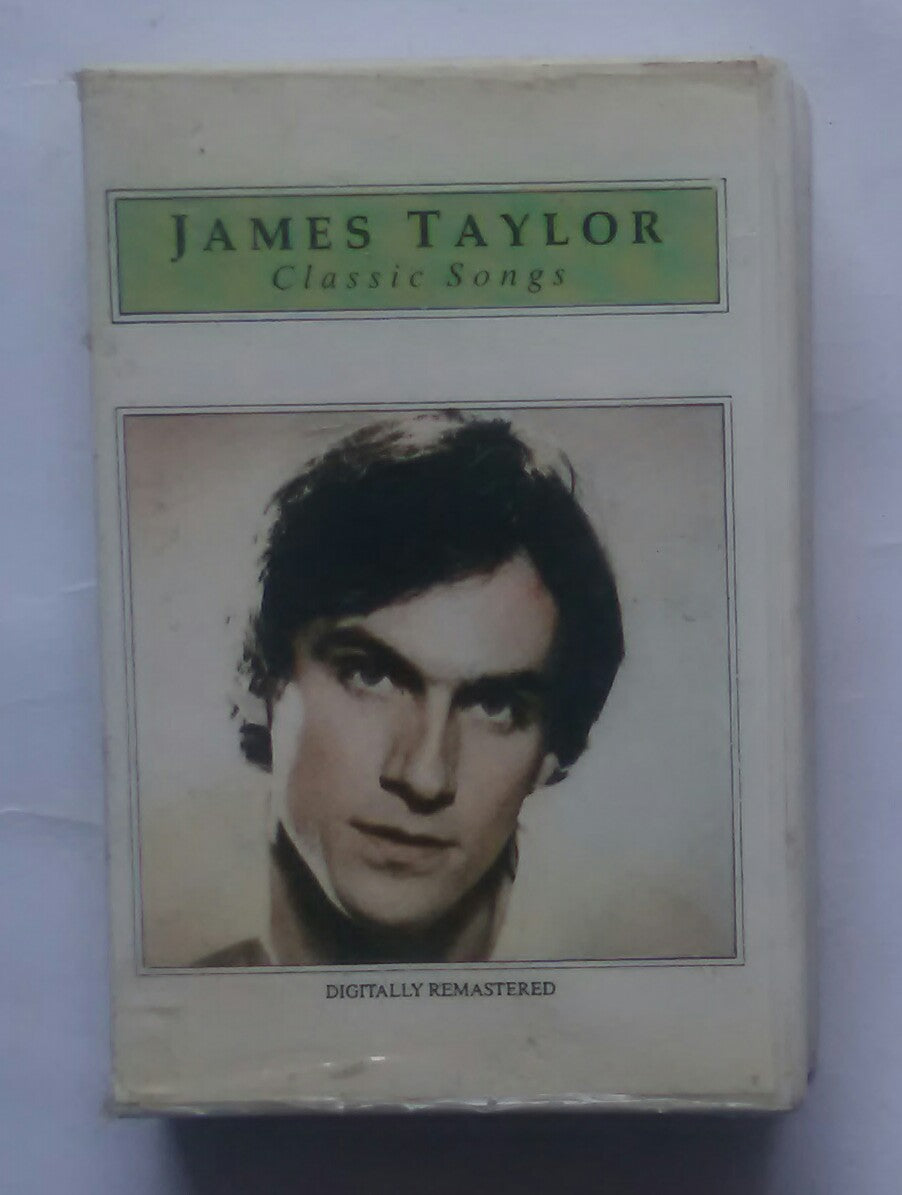 JAMES TAYLOR
Classic Songs
DIGITALLY REMASTERED